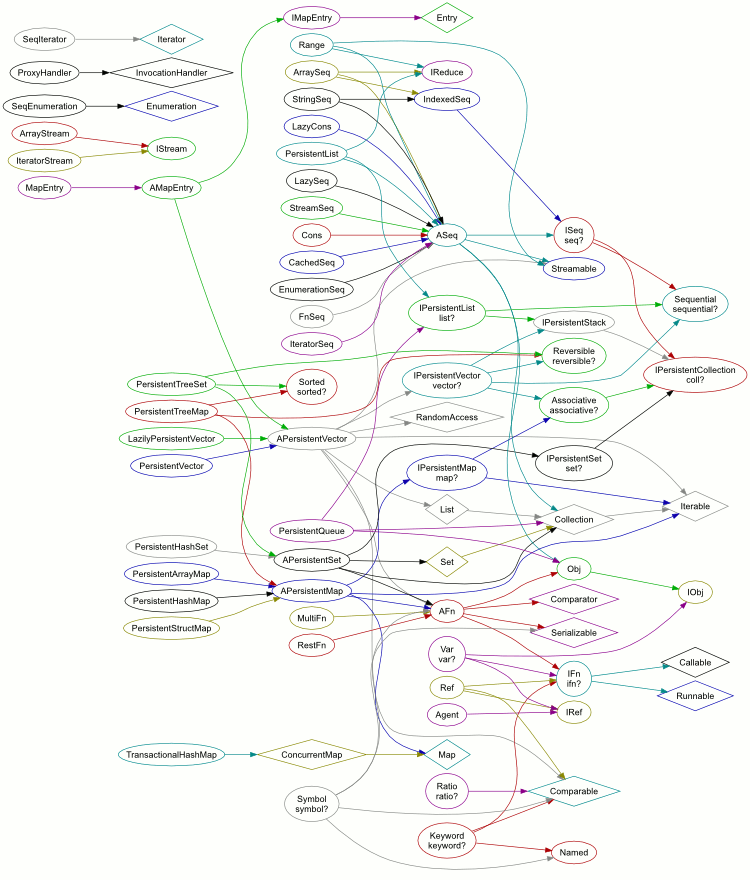 SeqIterator
Iterator
ProxyHandler
InvocationHandler
SeqEnumeration
Enumeration
ArrayStream
IteratorStream
IStream
MapEntry
AMapEntry
IMapEntry
Entry
Range
ArraySeq
IReduce
StringSeq
IndexedSeq
LazyCons
PersistentList
LazySeq
StreamSeq
Cons
ASeq
ISeq
seq?
CachedSeq
Streamable
EnumerationSeq
FnSeq
IteratorSeq
IPersistentList
list?
IPersistentStack
Sequential
sequential?
Reversible
reversible?
IPersistentCollection
coll?
PersistentTreeSet
Sorted
sorted?
IPersistentVector
vector?
PersistentTreeMap
Associative
associative?
RandomAccess
LazilyPersistentVector
APersistentVector
PersistentVector
IPersistentMap
map?
IPersistentSet
set?
List
Collection
Iterable
PersistentQueue
PersistentHashSet
APersistentSet
Set
PersistentArrayMap
Obj
PersistentHashMap
APersistentMap
IObj
PersistentStructMap
MultiFn
AFn
Comparator
RestFn
Serializable
Var
var?
Callable
Ref
IFn
ifn?
Runnable
Agent
IRef
TransactionalHashMap
ConcurrentMap
Map
Ratio
ratio?
Comparable
Symbol
symbol?
Keyword
keyword?
Named